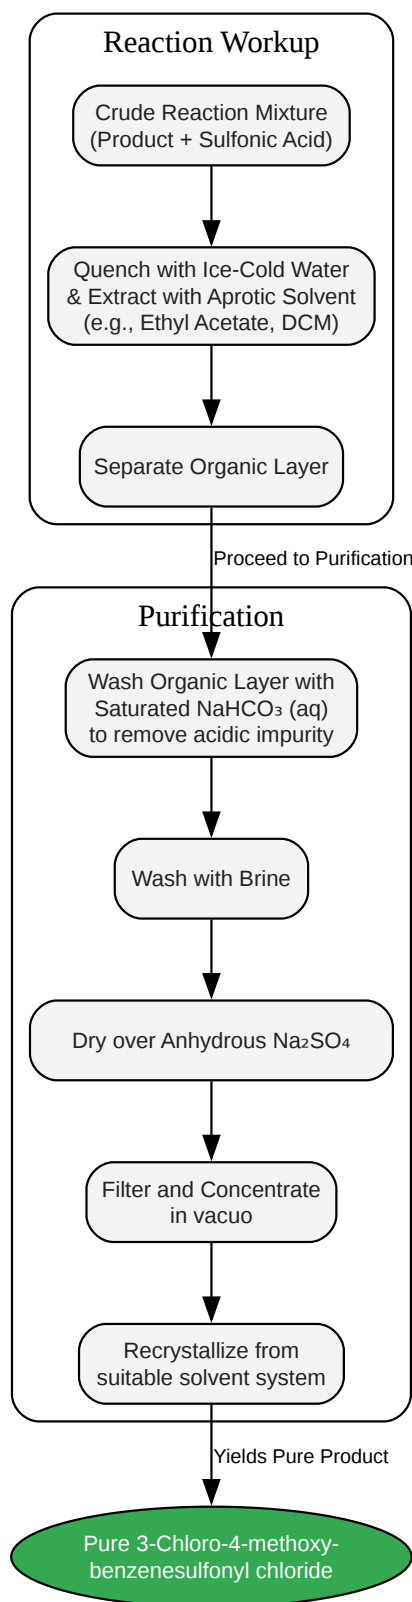 Reaction Workup
Crude Reaction Mixture
(Product + Sulfonic Acid)
Quench with Ice-Cold Water
& Extract with Aprotic Solvent
(e.g., Ethyl Acetate, DCM)
Separate Organic Layer
Proceed to Purification
Purification
Wash Organic Layer with
Saturated NaHCO₃ (aq)
to remove acidic impurity
Wash with Brine
Dry over Anhydrous Na₂SO₄
Filter and Concentrate
in vacuo
Recrystallize from
suitable solvent system
Yields Pure Product
Pure 3-Chloro-4-methoxy-
benzenesulfonyl chloride